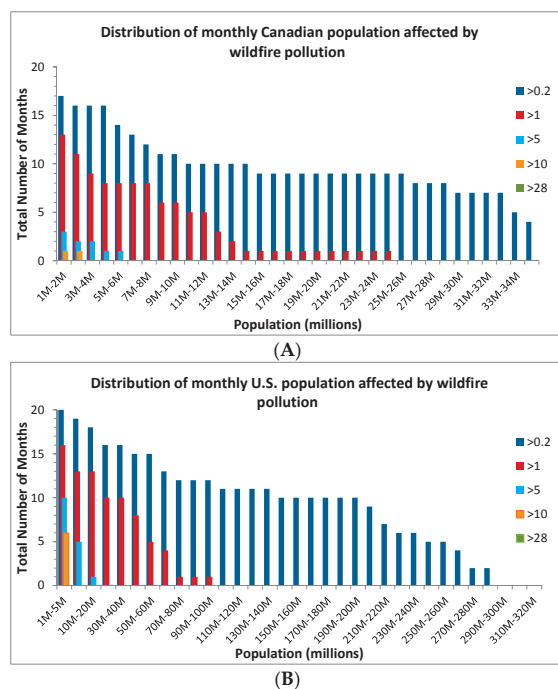 Distribution of monthly Canadian population affected by
wildfire pollution
Total Number of Months
20
15
10
5
0
>0.2
>1
>5
>10
>28
1M-2M
3M-4M
5M-6M
7M-8M
9M-10M
11M-12M
13M-14M
15M-16M
17M-18M
19M-20M
21M-22M
23M-24M
25M-26M
27M-28M
29M-30M
31M-32M
33M-34M
Population (millions)
(A)
Distribution of monthly U.S. population affected by wildfire
pollution
Total Number of Months
20
15
10
5
0
>0.2
>1
>5
>10
>28
1M-5M
10M-20M
30M-40M
50M-60M
70M-80M
90M-100M
110M-120M
130M-140M
150M-160M
170M-180M
190M-200M
210M-220M
230M-240M
250M-260M
270M-280M
290M-300M
310M-320M
Population (millions)
(B)